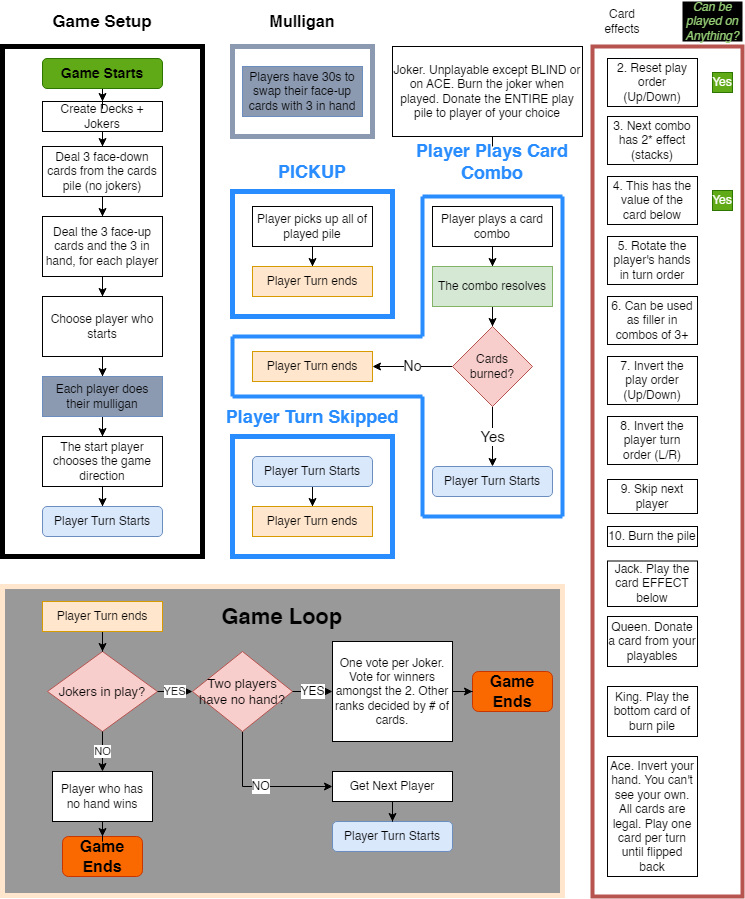 Game Setup
Game Starts
Create Decks +
Jokers
Deal 3 face-down
cards from the cards
pile (no jokers)
Deal the 3 face-up
cards and the 3 in
hand, for each player
Choose player who
starts
Each player does
their mulligan
The start player
chooses the game
direction
Player Turn Starts
Mulligan
Players have 30s to
swap their face-up
cards with 3 in hand
Joker. Unplayable except BLIND or
on ACE. Burn the joker when
played. Donate the ENTIRE play
pile to player of your choice
PICKUP
Player picks up all of
played pile
Player Turn ends
Player Plays Card
Combo
Player plays a card
combo
The combo resolves
Cards
burned?
No
Player Turn ends
Yes
Player Turn Starts
Player Turn Skipped
Player Turn Starts
Player Turn ends
Game Loop
Player Turn ends
Jokers in play?
YES
Two players
have no hand?
YES
One vote per Joker.
Vote for winners
amongst the 2. Other
ranks decided by # of
cards.
Game
Ends
NO
Player who has
no hand wins
Game
Ends
NO
Get Next Player
Player Turn Starts
Card
effects
Can be
played on
Anything?
2. Reset play
order
(Up/Down)
Yes
3. Next combo
has 2* effect
(stacks)
4. This has the
value of the
card below
Yes
5. Rotate the
player's hands
in turn order
6. Can be used
as filler in
combos of 3+
7. Invert the
play order
(Up/Down)
8. Invert the
player turn
order (L/R)
9. Skip next
player
10. Burn the pile
Jack. Play the
card EFFECT
below
Queen. Donate
a card from your
playables
King. Play the
bottom card of
burn pile
Ace. Invert your
hand. You can't
see your own.
All cards are
legal. Play one
card per turn
until flipped
back